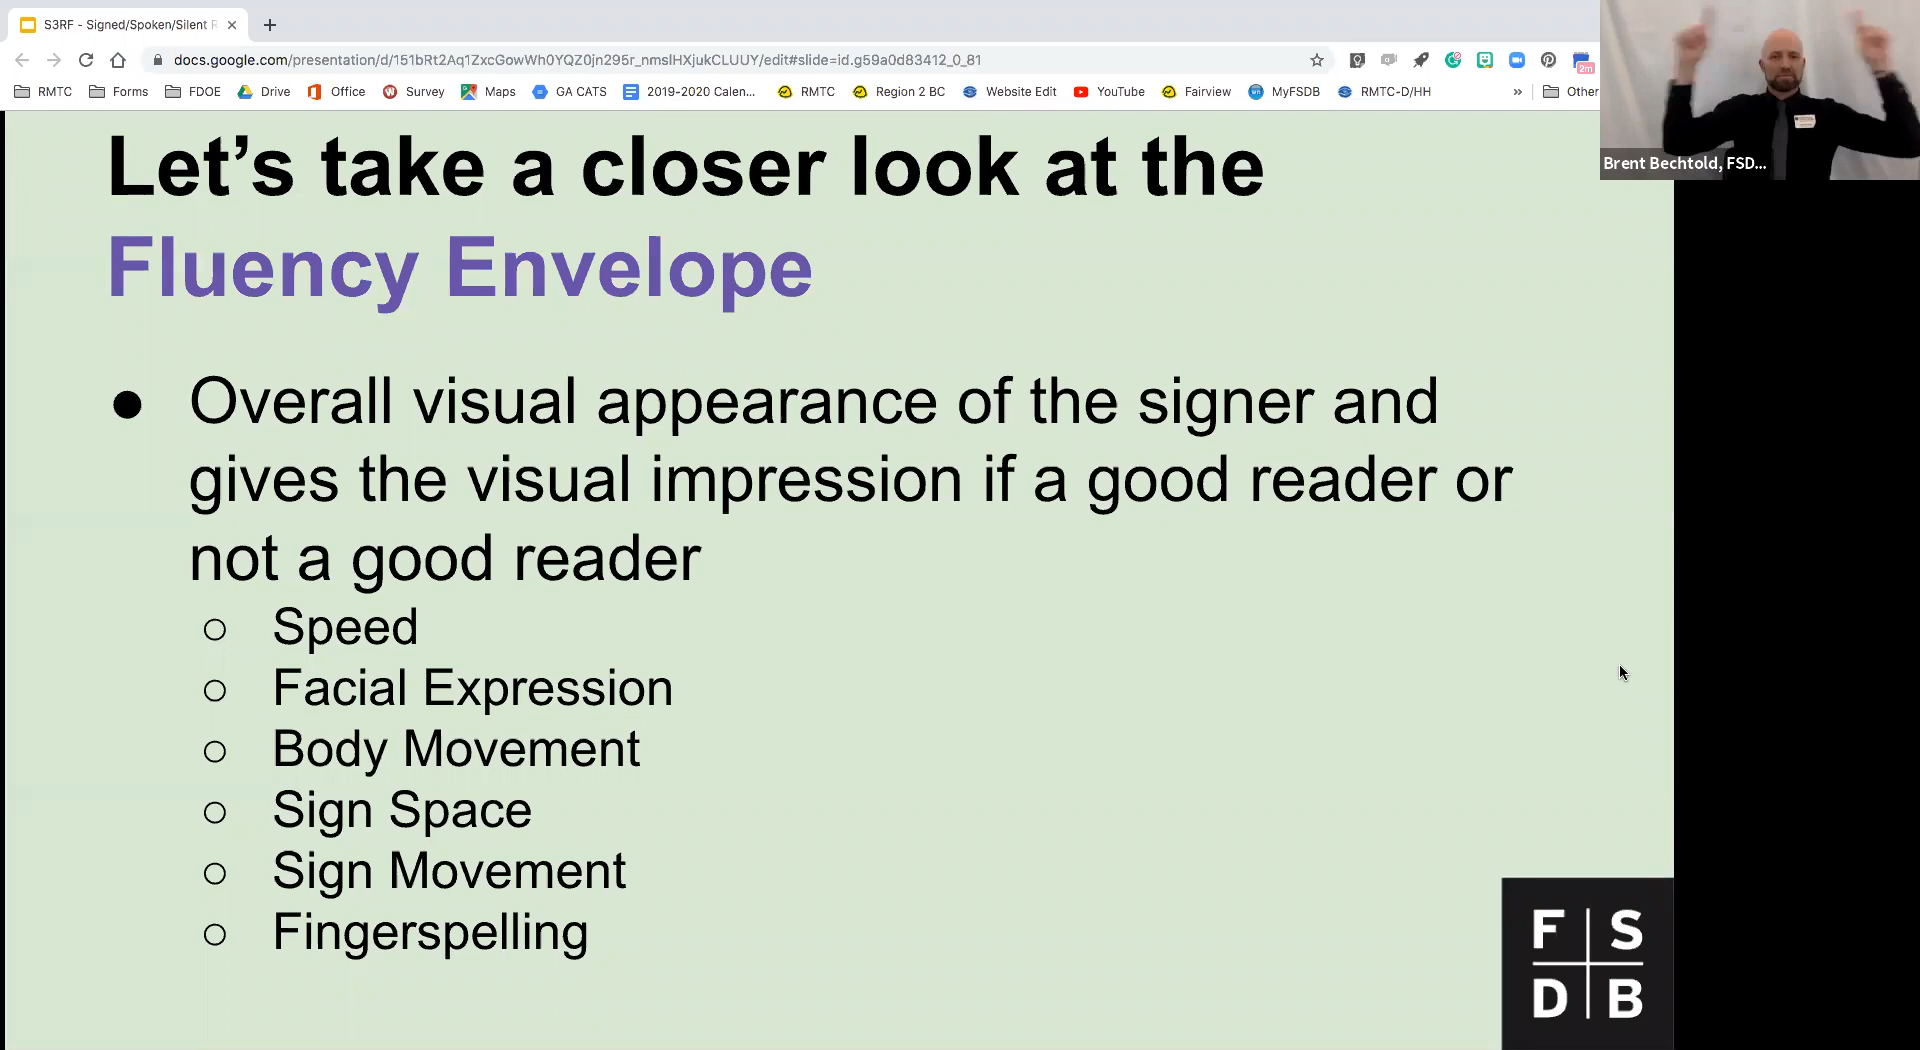 S3RF - Signed/Spoken/Silent R
docs.google.com/presentation/d/151bRt2Aq1ZxcGowWh0YQZ0jn295r_nmslHXjukCLUUY/edit#slide=id.g59a0d83412_0_81
2m
RMTC Forms FDOE Drive Office Survey Maps GA CATS 2019-2020 Calen... RMTC Region 2 BC Website Edit YouTube Fairview MyFSDB RMTC-D/HH » Other
Brent Bechtold, FSD...
Let's take a closer look at the
Fluency Envelope
● Overall visual appearance of the signer and
gives the visual impression if a good reader or
not a good reader
○ Speed
○ Facial Expression
○ Body Movement
○ Sign Space
○ Sign Movement
○ Fingerspelling
F S
D B